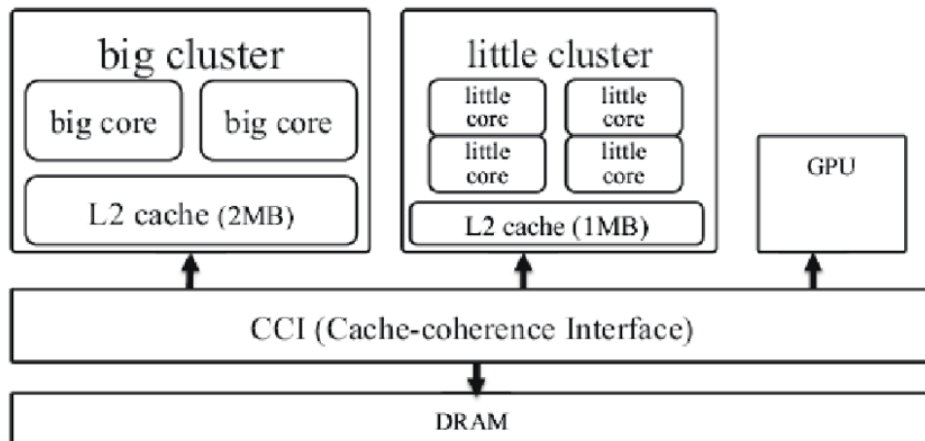 big cluster
big core
big core
L2 cache (2MB)
little cluster
little
core
little
core
little
core
little
core
L2 cache (1MB)
GPU
CCI (Cache-coherence Interface)
DRAM